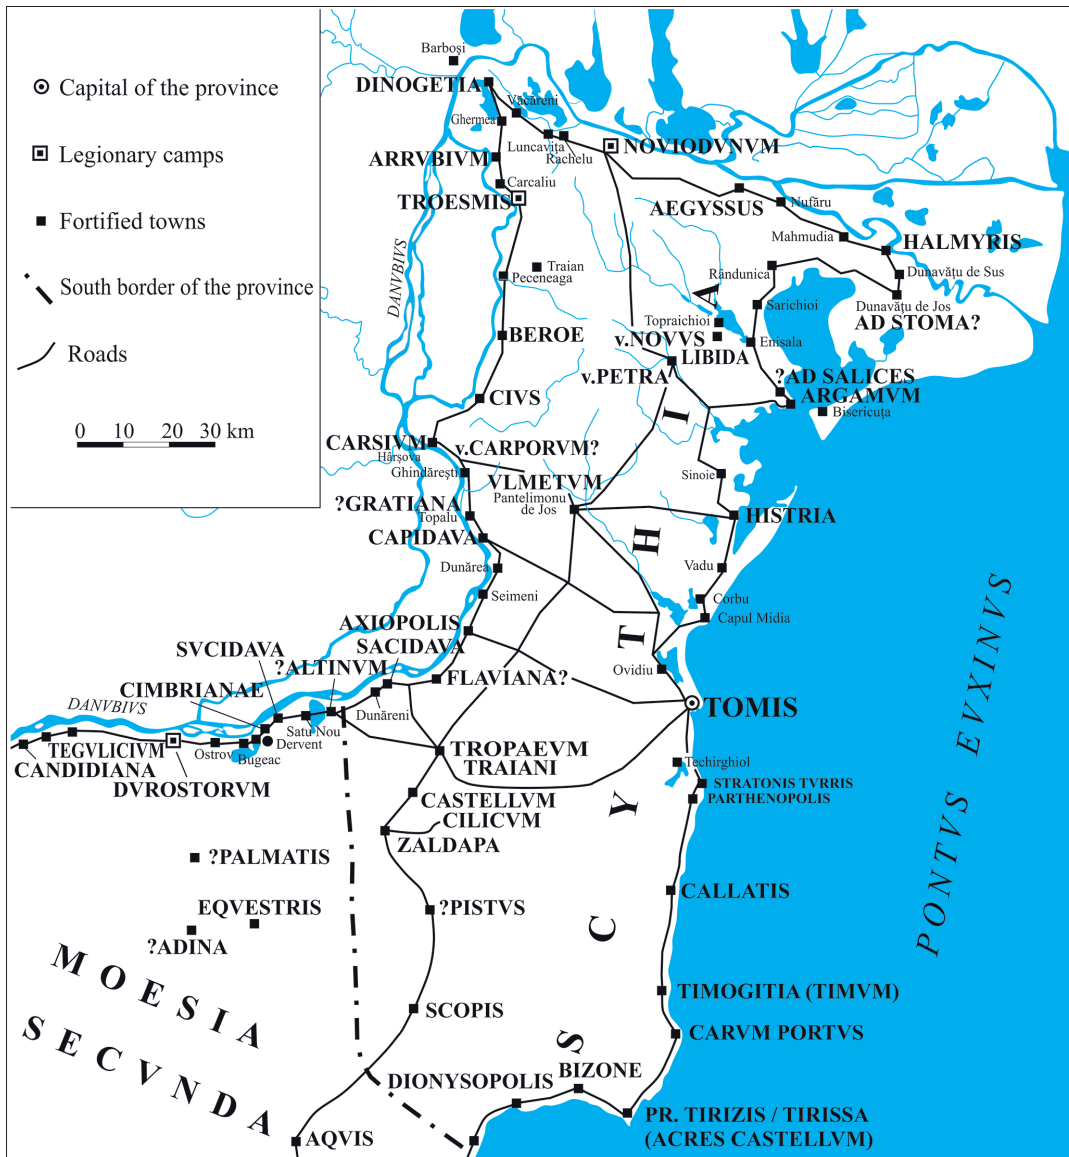 Capital of the province
Legionary camps
Fortified towns
South border of the province
Roads
0 10 20 30 km
Barboşi
DINOGETIA
Văcăreni
Ghermea
Luncaviţa
Rachelu
NOVIODVNVM
ARRVBIVM
Carcaliu
TROESMIS
AEGYSSUS
Nufăru
Mahmudia
HALMYRIS
DANVBIVS
Traian
Peceneaga
Rândunica
Dunavăţu de Sus
Dunavăţu de Jos
AD STOMA?
Sarichioi
Topraichioi
BEROE
v.NOVVS
Enisala
LIBIDA
v.PETRA
?AD SALICES
ARGAMVM
Bisericuţa
CIVS
CARSIVM
Hârşova
v.CARPORVM?
Ghindăreşti
VLMETVM
Pantelimonu
de Jos
Sinoie
?GRATIANA
Topalu
HISTRIA
CAPIDAVA
Dunărea
Vadu
Seimeni
Corbu
Capul Midia
AXIOPOLIS
SACIDAVA
SVCIDAVA
?ALTINVM
Ovidiu
CIMBRIANAE
FLAVIANA?
DANVBIVS
Dunăreni
TOMIS
Satu Nou
Dervent
TEGVLICIVM
Ostrov
Bugeac
CANDIDIANA
DVROSTORVM
TROPAEVM
TRAIANI
Techirghiol
STRATONIS TVRRIS
PARTHENOPOLIS
CASTELLVM
CILICVM
ZALDAPA
?PALMATIS
CALLATIS
EQVESTRIS
?PISTVS
?ADINA
SCYTHIA
PONTVS EVXINVS
MOESIA
SECVNDA
TIMOGITIA (TIMVM)
SCOPIS
CARVM PORTVS
BIZONE
DIONYSOPOLIS
PR. TIRIZIS / TIRISSA
(ACRES CASTELLVM)
AQVIS